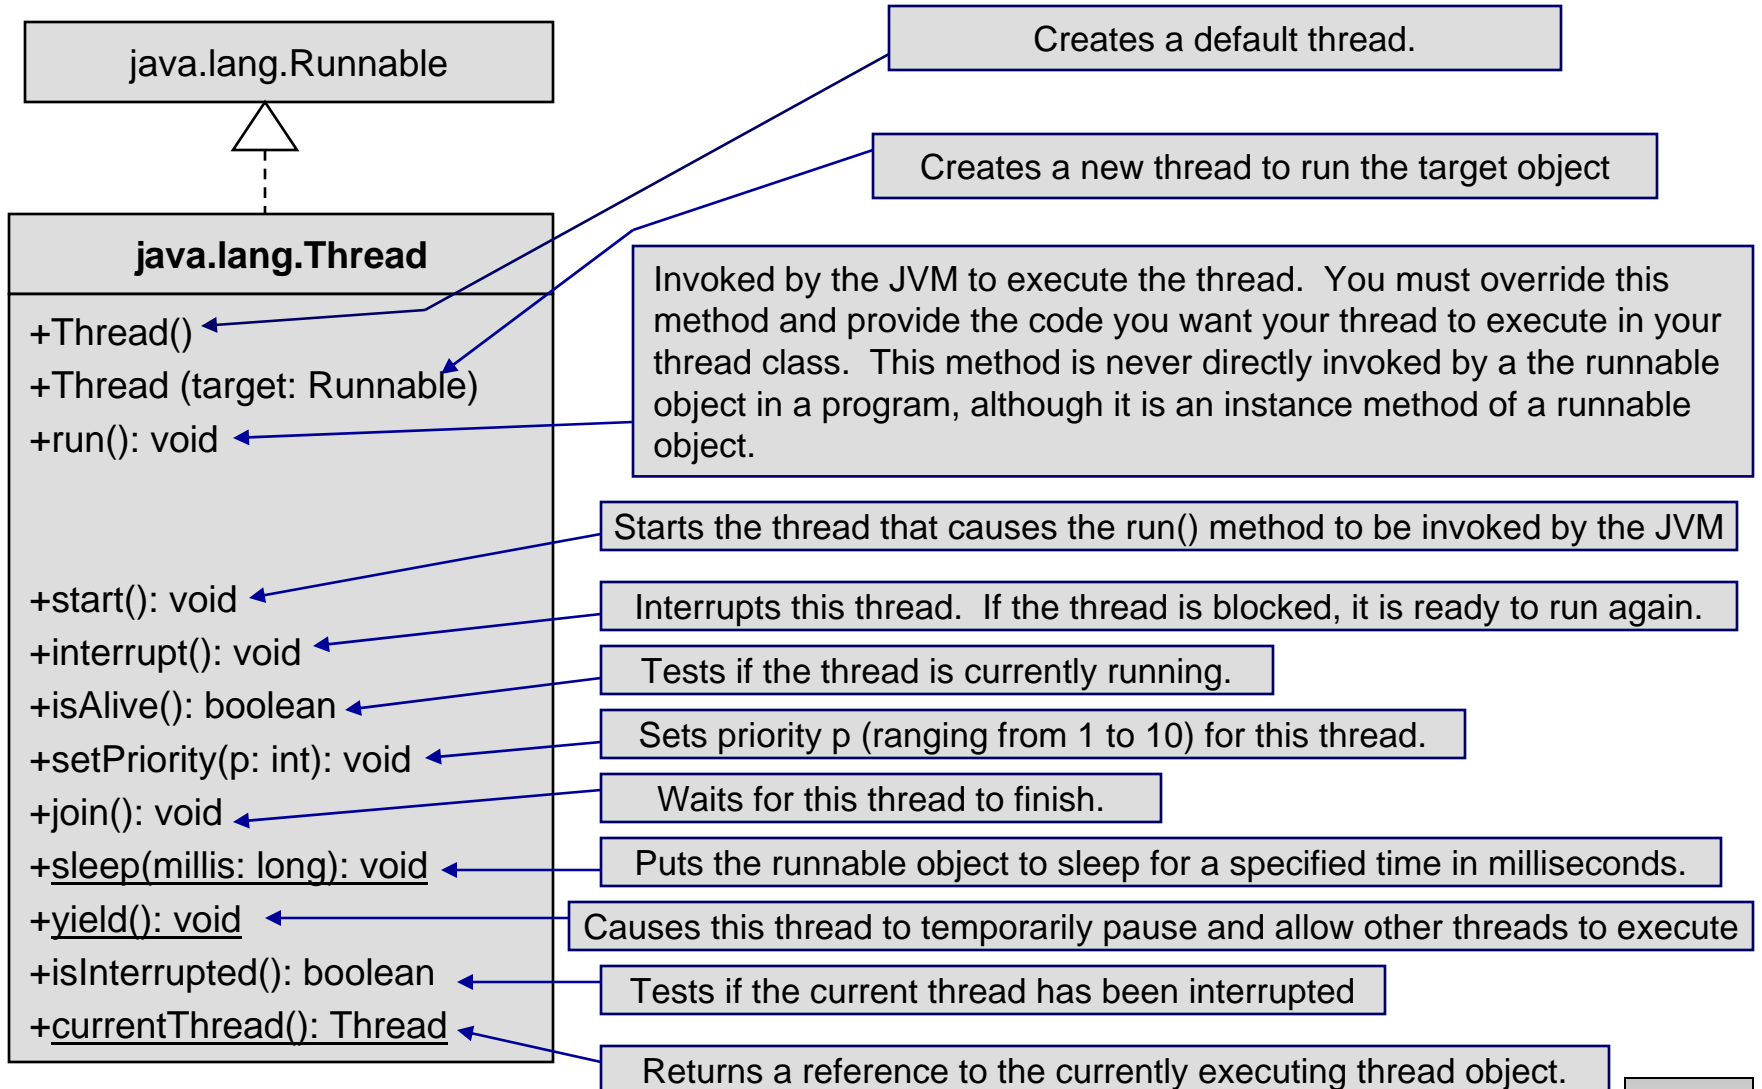 java.lang.Runnable
java.lang.Thread
+Thread()
+Thread (target: Runnable)
+run(): void
+start(): void
+interrupt(): void
+isAlive(): boolean
+setPriority(p: int): void
+join(): void
+sleep(millis: long): void
+yield(): void
+isInterrupted(): boolean
+currentThread(): Thread
Creates a default thread.
Creates a new thread to run the target object
Invoked by the JVM to execute the thread.  You must override this
method and provide the code you want your thread to execute in your
thread class.  This method is never directly invoked by a the runnable
object in a program, although it is an instance method of a runnable
object.
Starts the thread that causes the run() method to be invoked by the JVM
Interrupts this thread.  If the thread is blocked, it is ready to run again.
Tests if the thread is currently running.
Sets priority p (ranging from 1 to 10) for this thread.
Waits for this thread to finish.
Puts the runnable object to sleep for a specified time in milliseconds.
Causes this thread to temporarily pause and allow other threads to execute
Tests if the current thread has been interrupted
Returns a reference to the currently executing thread object.